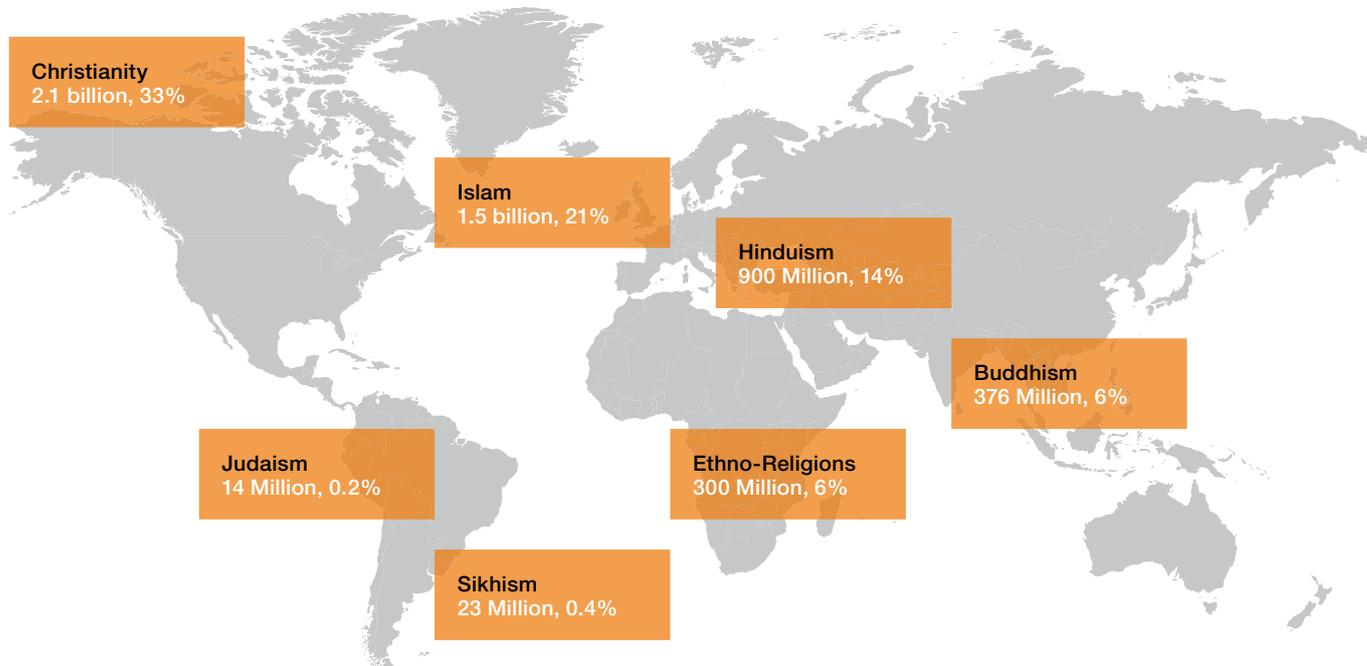 Christianity
2.1 billion, 33%
Islam
1.5 billion, 21%
Hinduism
900 Million, 14%
Buddhism
376 Million, 6%
Judaism
14 Million, 0.2%
Ethno-Religions
300 Million, 6%
Sikhism
23 Million, 0.4%